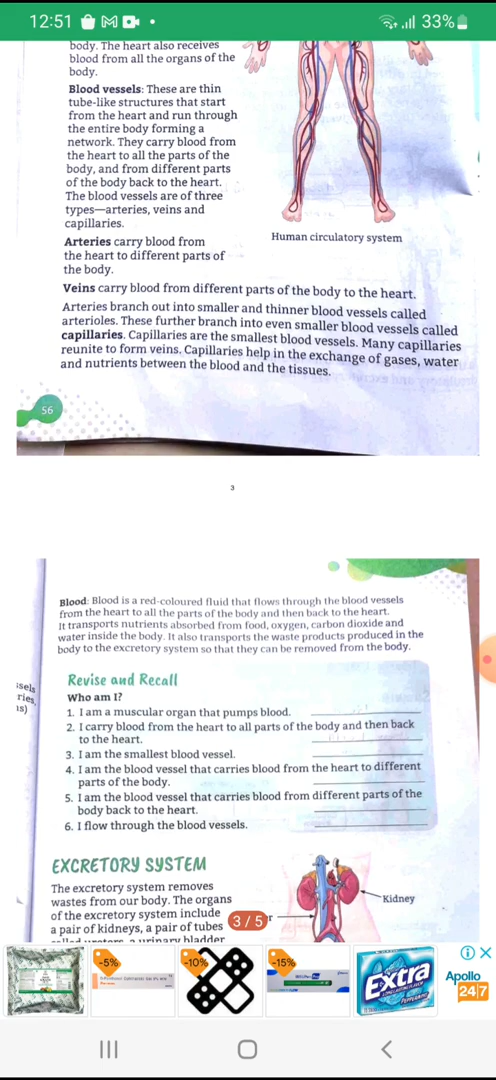 12:51
33%
body. The heart also receives
blood from all the organs of the
body.
Blood vessels: These are thin
tube-like structures that start
from the heart and run through
the entire body forming a
network. They carry blood from
the heart to all the parts of the
body, and from different parts
of the body back to the heart.
The blood vessels are of three
types—arteries, veins and
capillaries.
Arteries carry blood from
the heart to different parts of
the body.
Human circulatory system
Veins carry blood from different parts of the body to the heart.
Arteries branch out into smaller and thinner blood vessels called
arterioles. These further branch into even smaller blood vessels called
capillaries. Capillaries are the smallest blood vessels. Many capillaries
reunite to form veins. Capillaries help in the exchange of gases, water
and nutrients between the blood and the tissues.
56
3
Blood: Blood is a red-coloured fluid that flows through the blood vessels
from the heart to all the parts of the body and then back to the heart.
It transports nutrients absorbed from food, oxygen, carbon dioxide and
water inside the body. It also transports the waste products produced in the
body to the excretory system so that they can be removed from the body.
Revise and Recall
Who am I?
1. I am a muscular organ that pumps blood.
2. I carry blood from the heart to all parts of the body and then back
to the heart.
3. I am the smallest blood vessel.
4. I am the blood vessel that carries blood from the heart to different
parts of the body.
5. I am the blood vessel that carries blood from different parts of the
body back to the heart.
6. I flow through the blood vessels.
EXCRETORY SYSTEM
The excretory system removes
wastes from our body. The organs
of the excretory system include
a pair of kidneys, a pair of tubes
Kidney
3 / 5
-5%
-10%
-15%
Extra
PEPPERMINT
Apollo
24|7